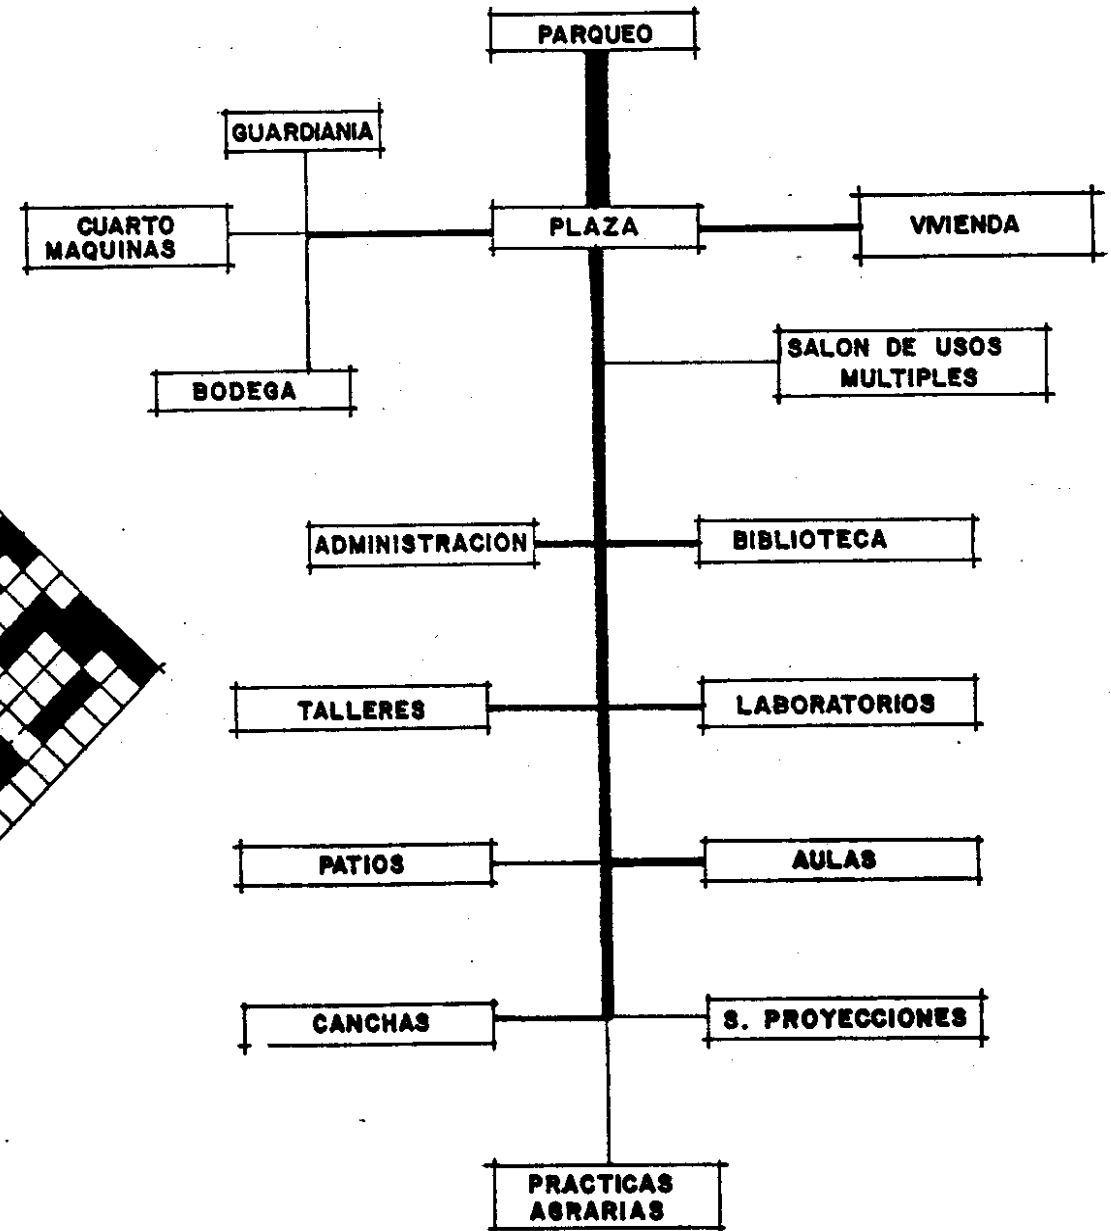 PARQUEO
GUARDIANIA
CUARTO
MAQUINAS
PLAZA
VIVIENDA
SALON DE USOS
MULTIPLES
BODEGA
ADMINISTRACION
BIBLIOTECA
TALLERES
LABORATORIOS
PATIOS
AULAS
CANCHAS
S. PROYECCIONES
PRACTICAS
AGRARIAS